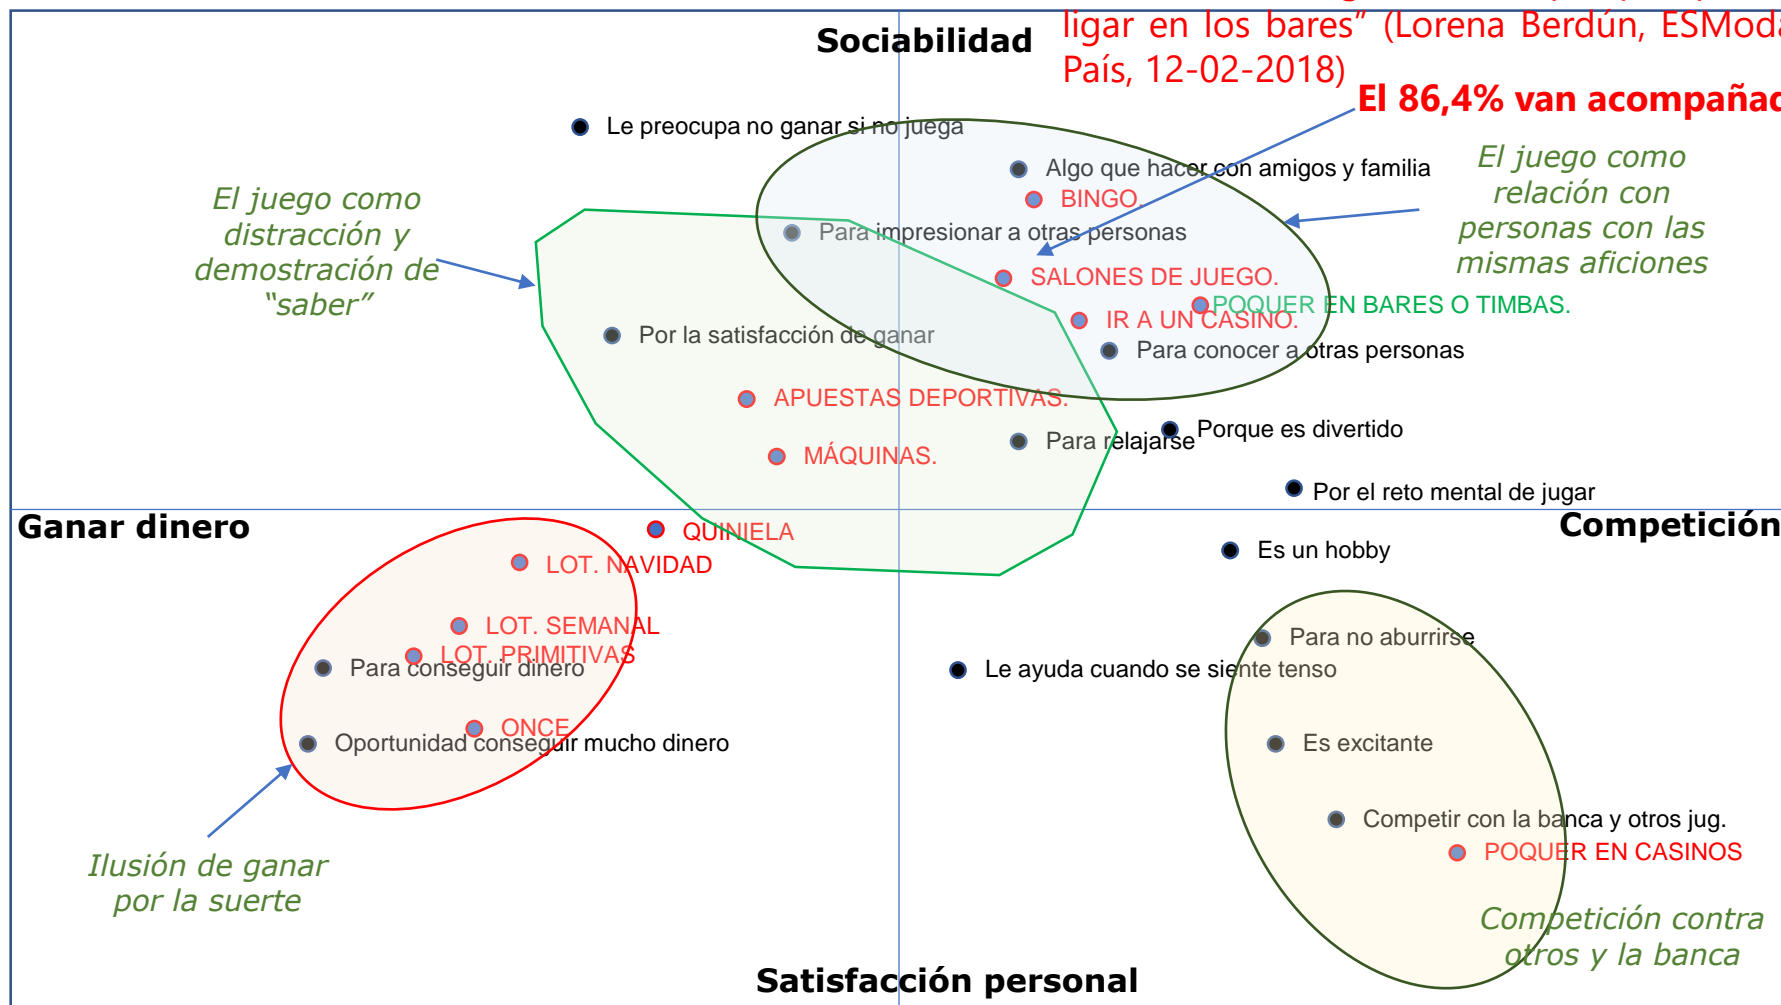 ligar en los bares” (Lorena Berdún, ESModa
País, 12-02-2018)
Sociabilidad
El 86,4% van acompañad
Le preocupa no ganar si no juega
Algo que hacer con amigos y familia
BINGO.
El juego como
relación con
personas con las
mismas aficiones
El juego como
distracción y
demostración de
“saber”
Para impresionar a otras personas
SALONES DE JUEGO.
POQUER EN BARES O TIMBAS.
IR A UN CASINO.
Por la satisfacción de ganar
Para conocer a otras personas
APUESTAS DEPORTIVAS.
Porque es divertido
Para relajarse
MÁQUINAS.
Por el reto mental de jugar
Ganar dinero
Competición
QUINIELA
Es un hobby
LOT. NAVIDAD
LOT. SEMANAL
Para no aburrirse
LOT. PRIMITIVAS
Para conseguir dinero
Le ayuda cuando se siente tenso
ONCE
Oportunidad conseguir mucho dinero
Es excitante
Competir con la banca y otros jug.
POQUER EN CASINOS
Ilusión de ganar
por la suerte
Competición contra
otros y la banca
Satisfacción personal